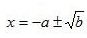 x = −a ± √b